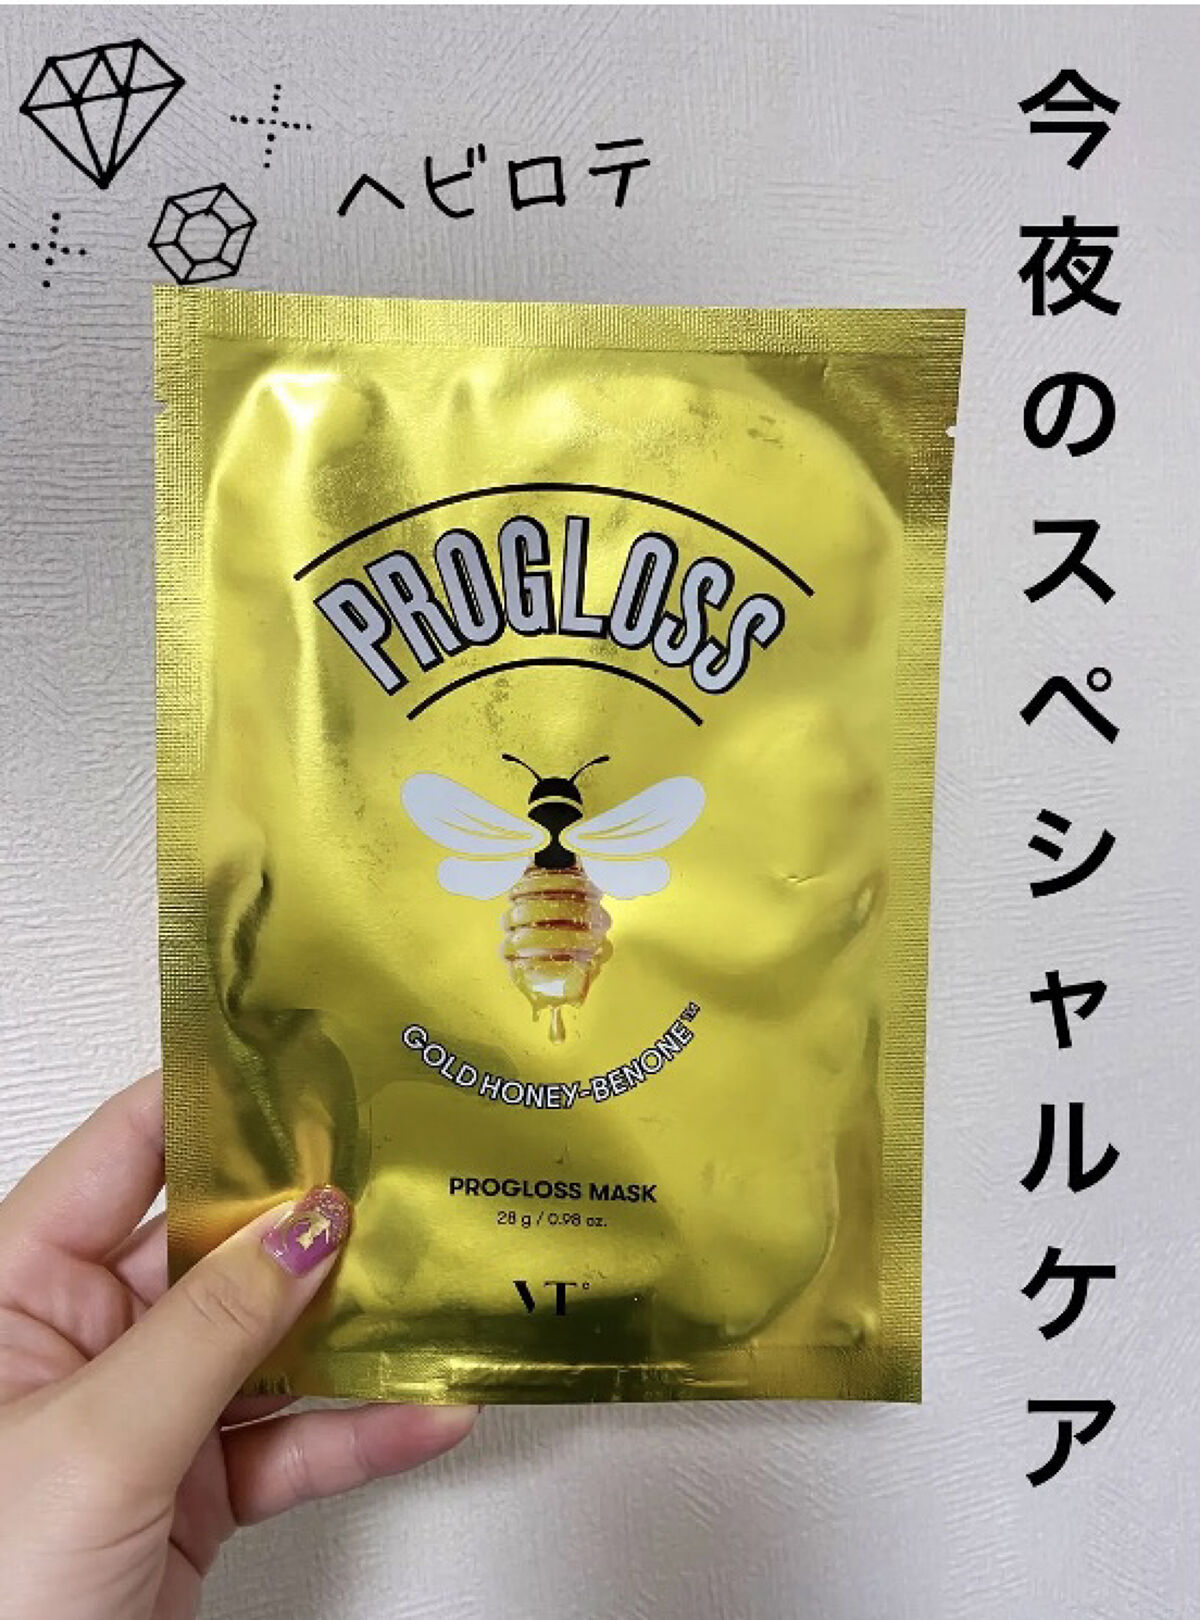 今夜のスペシャルケア
ヘビロテ
PROGLOSS
GOLD HONEY-BENONE™
PROGLOSS MASK
28 g / 0.98 oz.
VT